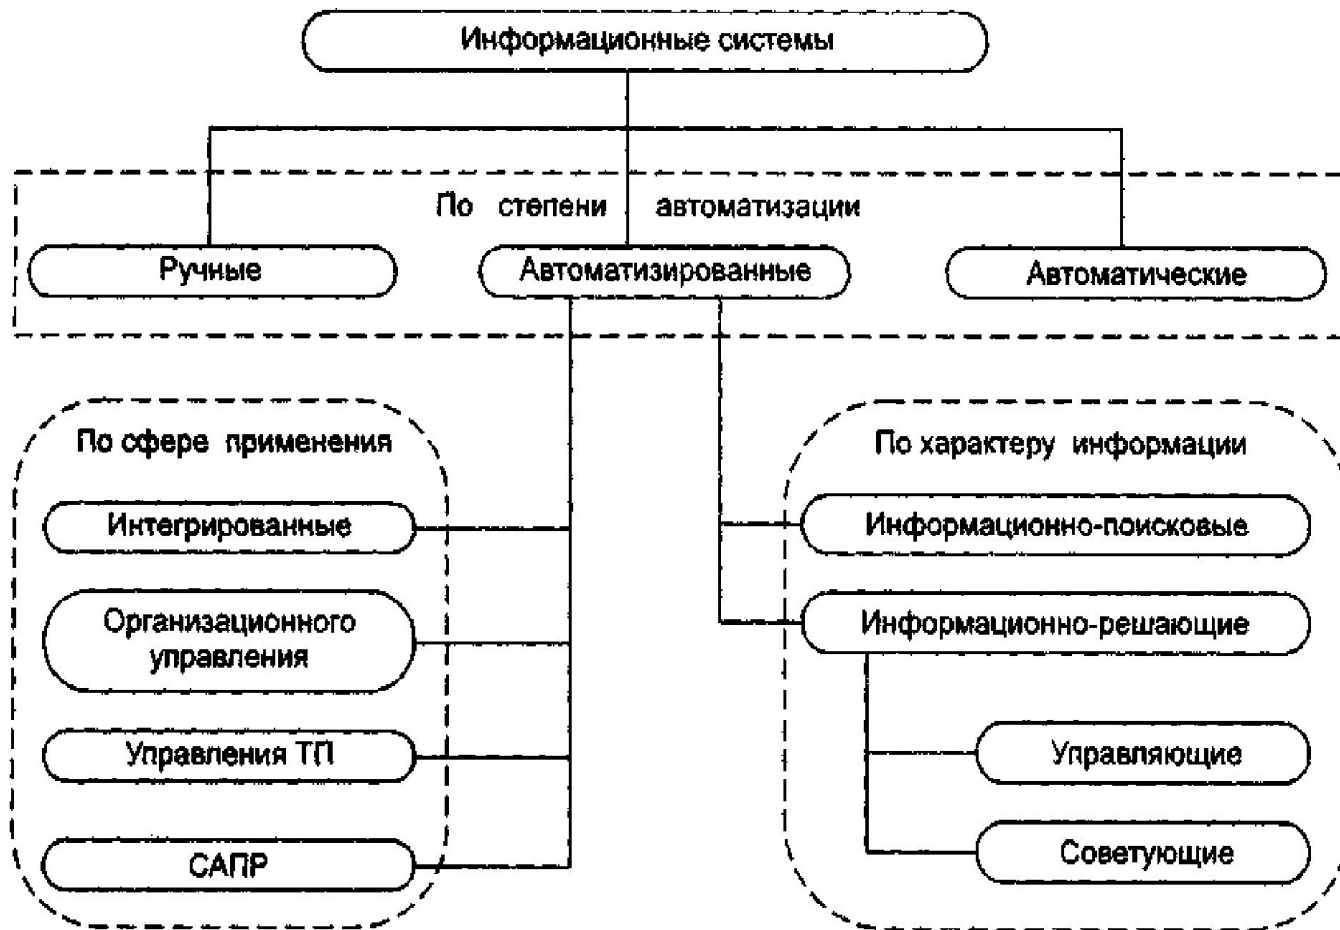 Информационные системы
По степени автоматизации
Ручные
Автоматизированные
Автоматические
По сфере применения
Интегрированные
Организационного
управления
Управления ТП
САПР
По характеру информации
Информационно-поисковые
Информационно-решающие
Управляющие
Советующие